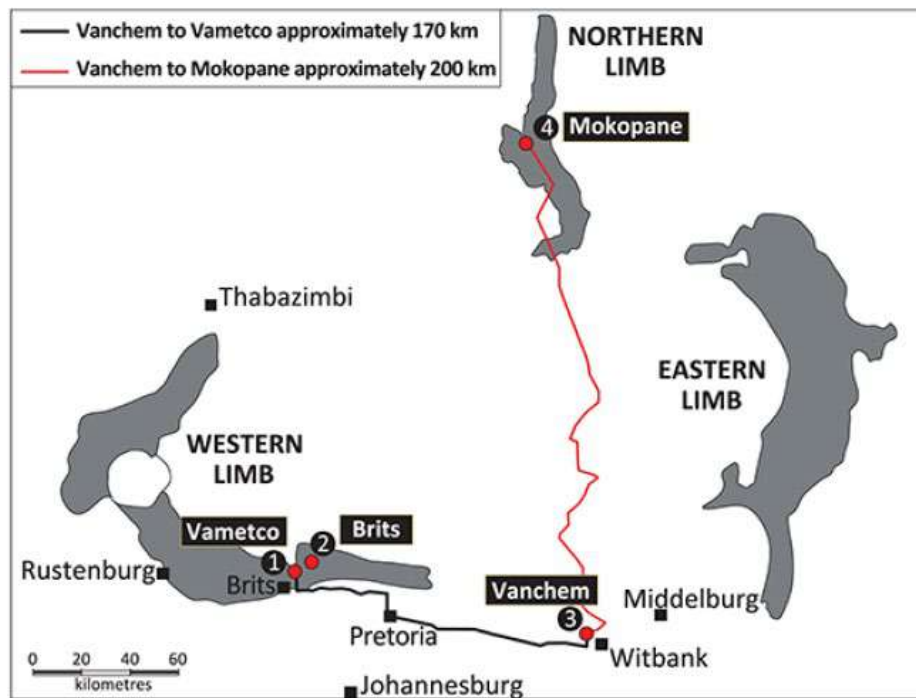 Vanchem to Vametco approximately 170 km
Vanchem to Mokopane approximately 200 km
NORTHERN
LIMB
4 Mokopane
Thabazimbi
EASTERN
LIMB
WESTERN
LIMB
Vametco
2 Brits
1
Rustenburg
Brits
Vanchem
Middelburg
3
Pretoria
Witbank
0 20 40 60
kilometres
Johannesburg